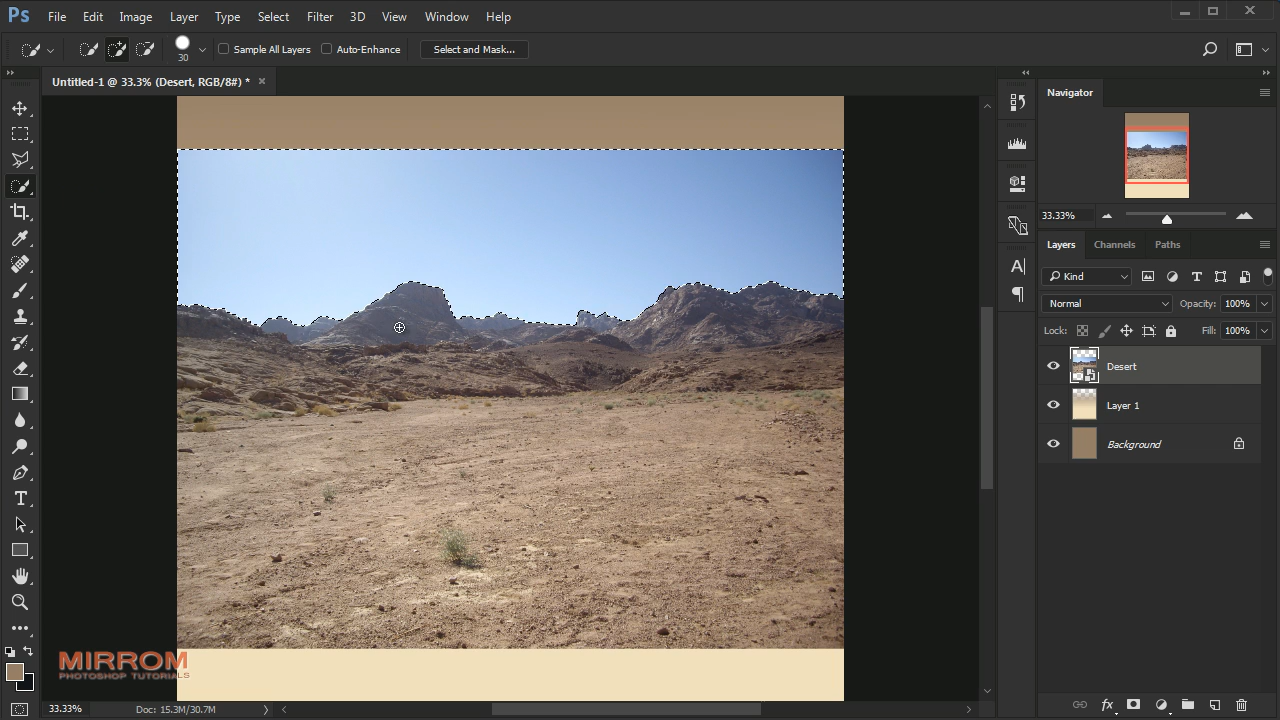 Ps File Edit Image Layer Type Select Filter 3D View Window Help
30 Sample All Layers Auto-Enhance Select and Mask...
Untitled-1 @ 33.3% (Desert, RGB/8#) * ×
Navigator
33.33%
Layers Channels Paths
Kind
Normal Opacity: 100%
Lock: Fill: 100%
Desert
Layer 1
Background
MIRROM
PHOTOSHOP TUTORIALS
33.33% Doc: 15.3M/30.7M
fx